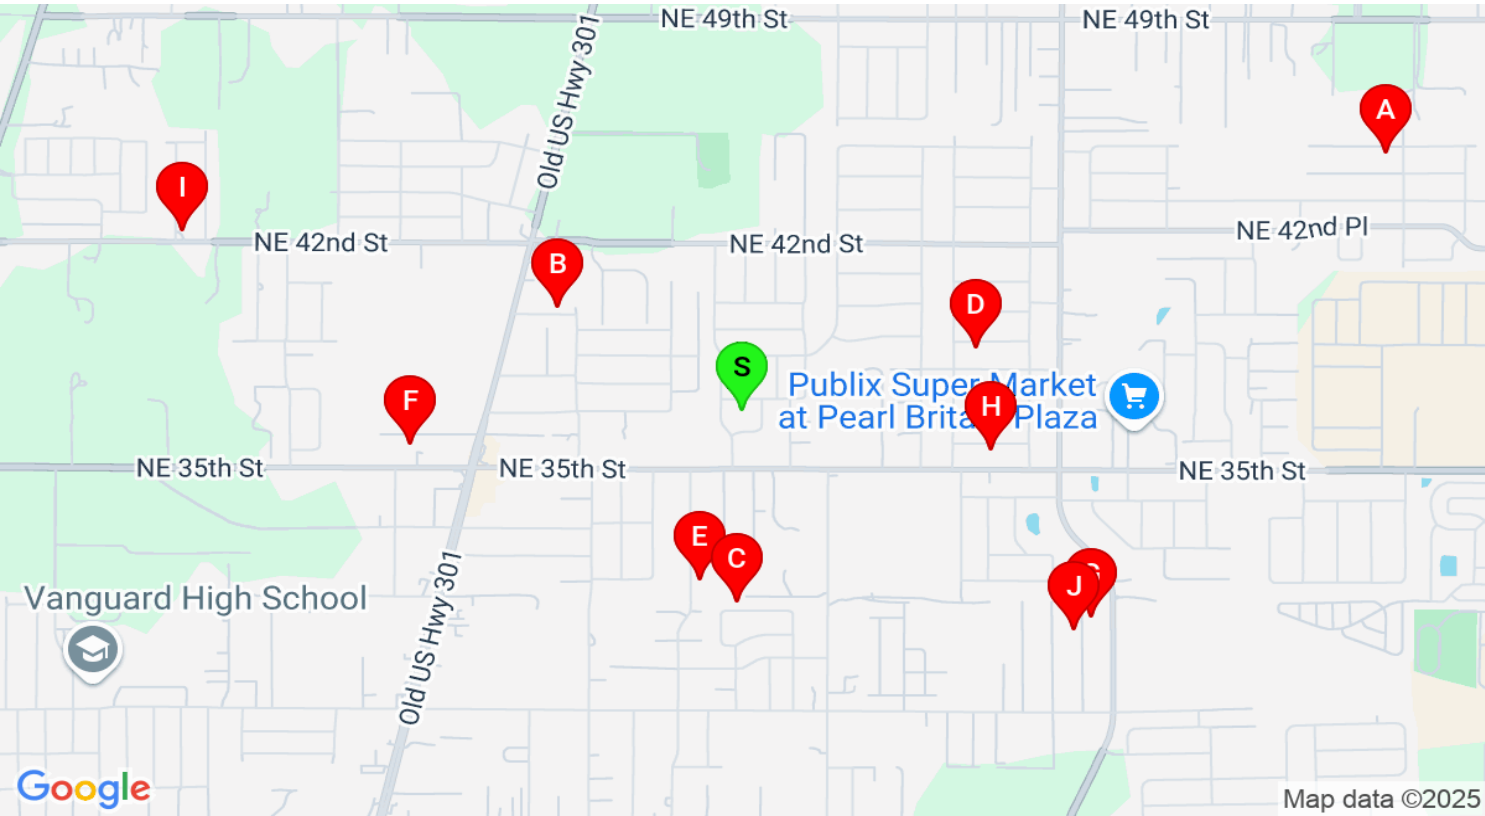 NE 49th St
NE 49th St
Old US Hwy 301
A
I
NE 42nd Pl
NE 42nd St
NE 42nd St
B
D
S
Publix Super Market
F
H
at Pearl Britain Plaza
NE 35th St
NE 35th St
NE 35th St
E
C
J
Vanguard High School
Old US Hwy 301
Google
Map data ©2025